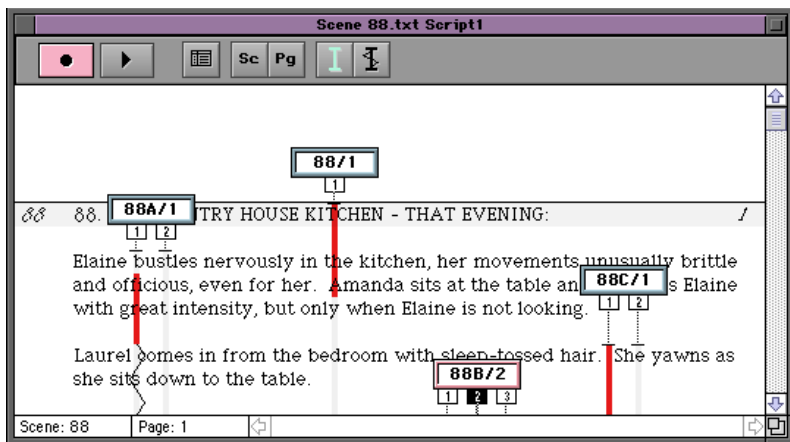 Scene 88.txt Script1
Sc Pg
88/1
1
88A/1
1 2
88 88. TRY HOUSE KITCHEN - THAT EVENING: 1
Elaine bustles nervously in the kitchen, her movements unusually brittle
and officious, even for her. Amanda sits at the table an s Elaine
88C/1
1 2
with great intensity, but only when Elaine is not looking.
Laurel comes in from the bedroom with sleep-tossed hair. She yawns as
she sits down to the table.
88B/2
1 2 3
Scene: 88 Page: 1